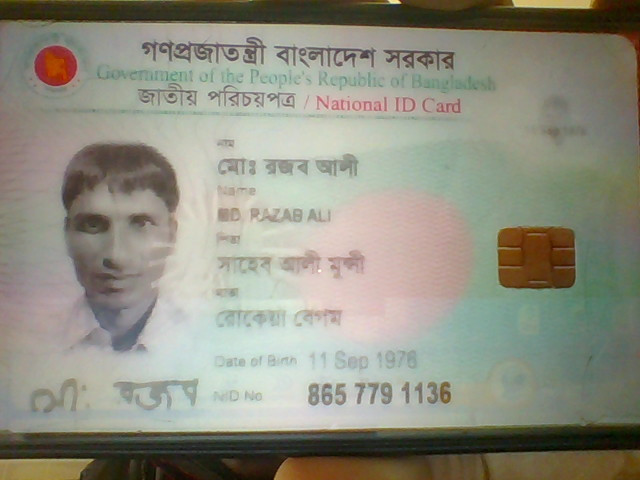 গণপ্রজাতন্ত্রী বাংলাদেশ সরকার
Government of the People's Republic of Bangladesh
জাতীয় পরিচয়পত্র / National ID Card
নাম
মোঃ রজব আলী
Name
MD. RAZAB ALI
পিতা
সাহেব আলী মুন্সী
মাতা
রোকেয়া বেগম
Date of Birth 11 Sep 1976
মোঃ রজব
NID No. 865 779 1136